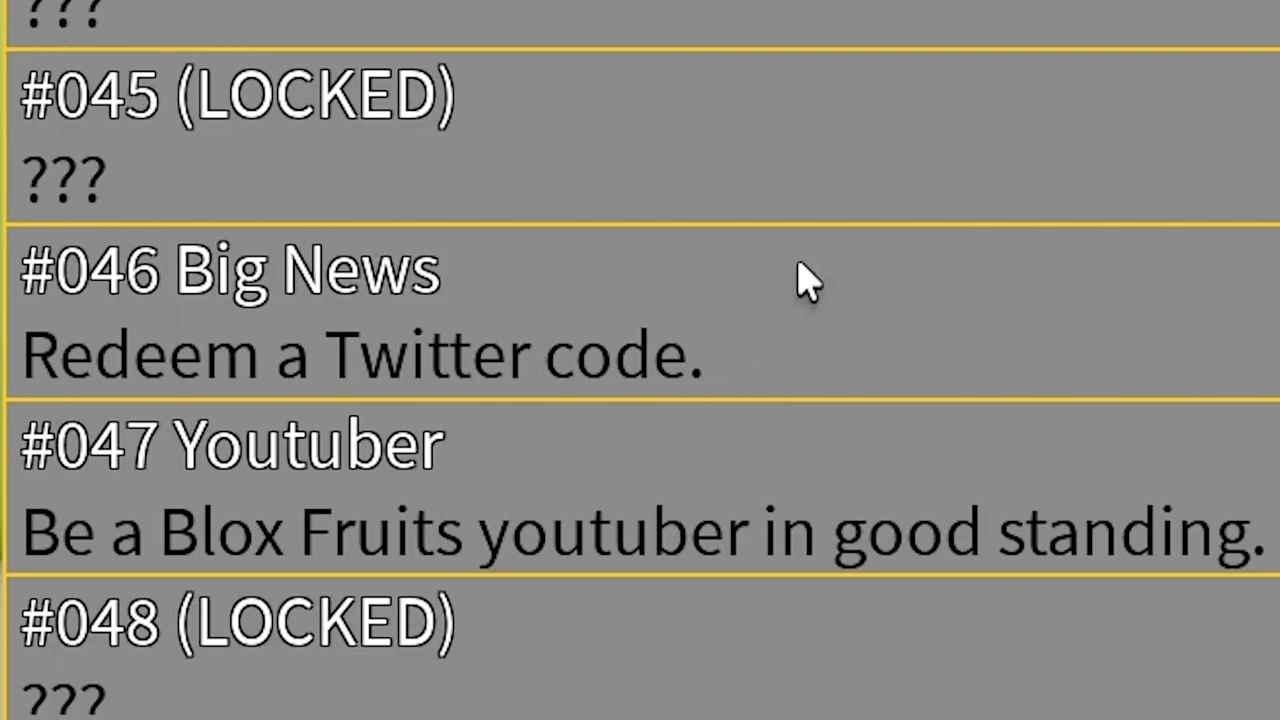 ???
#045 (LOCKED)
???
#046 Big News
Redeem a Twitter code.
#047 Youtuber
Be a Blox Fruits youtuber in good standing.
#048 (LOCKED)
???